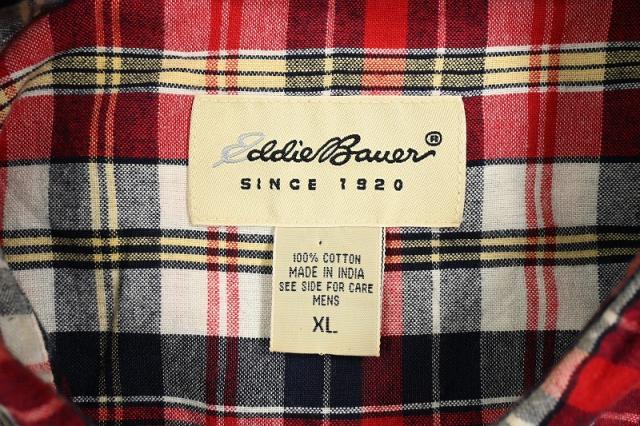 Eddie Bauer®
SINCE 1920
100% COTTON
MADE IN INDIA
SEE SIDE FOR CARE
MENS
XL